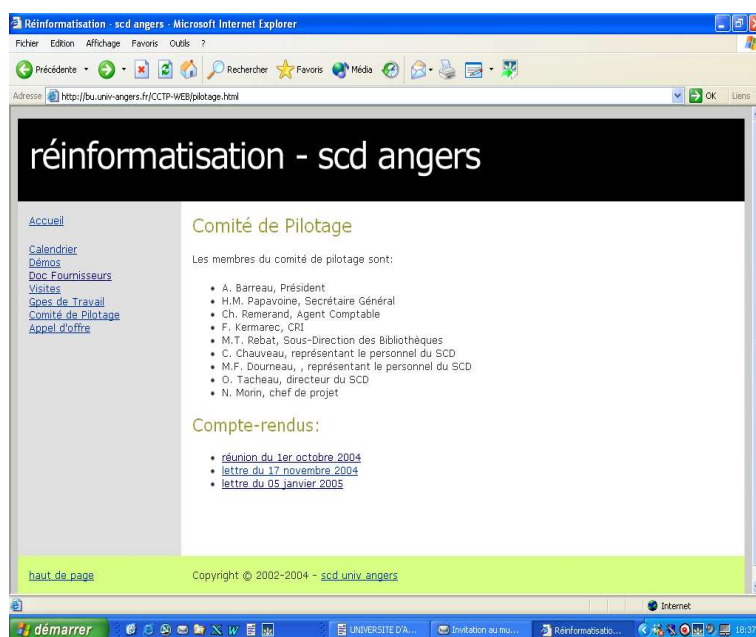 Réinformatisation - scd angers - Microsoft Internet Explorer
Fichier Edition Affichage Favoris Outils ?
Précédente Rechercher Favoris Média
Adresse http://bu.univ-angers.fr/CCTP-WEB/pilotage.html OK Liens
réinformatisation - scd angers
Accueil
Calendrier
Démos
Doc Fournisseurs
Visites
Gpes de Travail
Comité de Pilotage
Appel d'offre
Comité de Pilotage
Les membres du comité de pilotage sont:
• A. Barreau, Président
• H.M. Papavoine, Secrétaire Général
• Ch. Remerand, Agent Comptable
• F. Kermarec, CRI
• M.T. Rebat, Sous-Direction des Bibliothèques
• C. Chauveau, représentant le personnel du SCD
• M.F. Dourneau, , représentant le personnel du SCD
• O. Tacheau, directeur du SCD
• N. Morin, chef de projet
Compte-rendus:
• réunion du 1er octobre 2004
• lettre du 17 novembre 2004
• lettre du 05 janvier 2005
haut de page
Copyright © 2002-2004 - scd univ angers
Internet
démarrer UNIVERSITE D'A... Invitation au mu... Réinformatisatio... 18:37